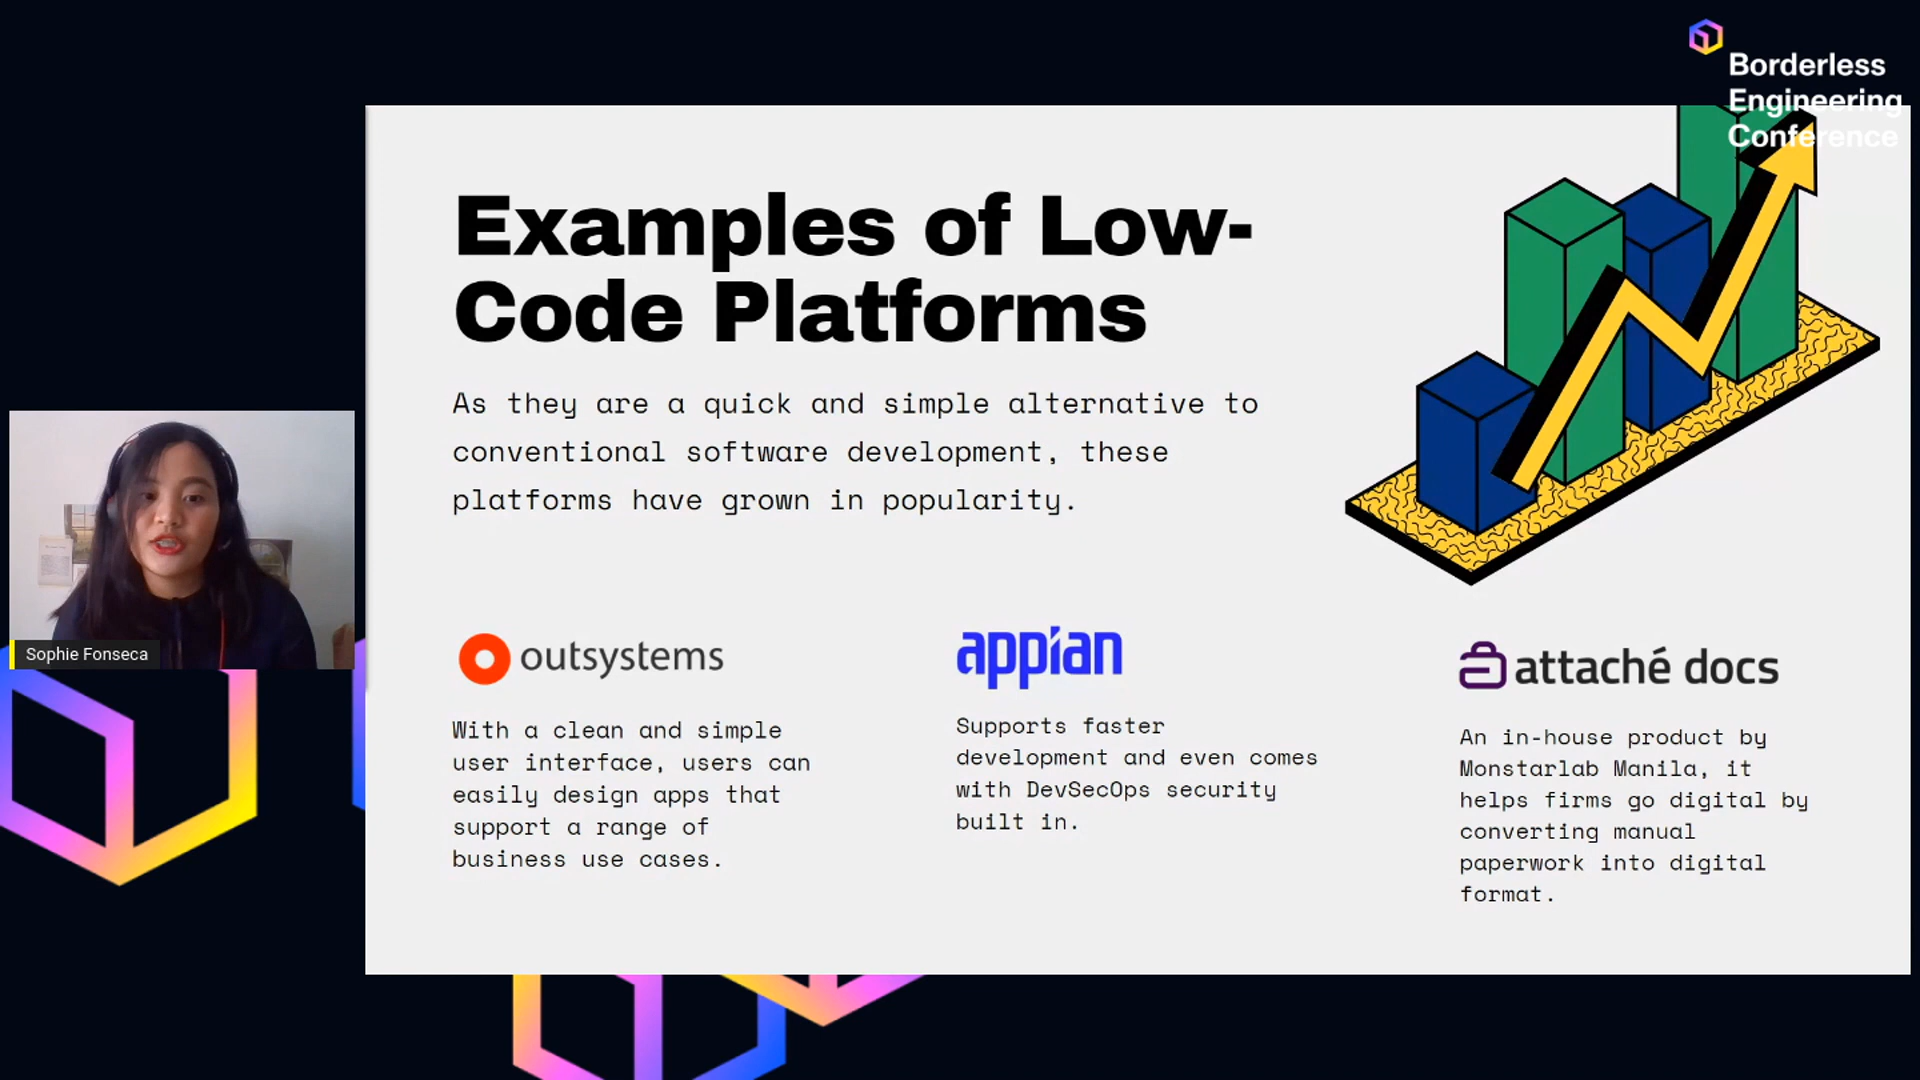 Borderless
Engineering
Conference
Examples of Low-
Code Platforms
As they are a quick and simple alternative to
conventional software development, these
platforms have grown in popularity.
outsystems
With a clean and simple
user interface, users can
easily design apps that
support a range of
business use cases.
appian
Supports faster
development and even comes
with DevSecOps security
built in.
attaché docs
An in-house product by
Monstarlab Manila, it
helps firms go digital by
converting manual
paperwork into digital
format.
Sophie Fonseca